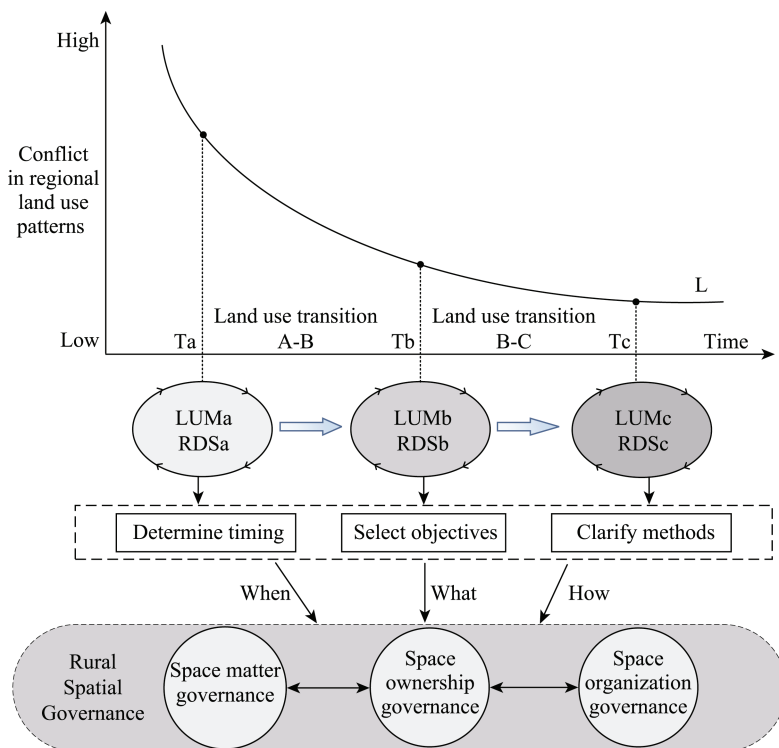 High
Conflict
in regional
land use
patterns
L
Land use transition
Land use transition
Low
Ta
A-B
Tb
B-C
Tc
Time
LUMa
RDSa
LUMb
RDSb
LUMc
RDSc
Determine timing
Select objectives
Clarify methods
When
What
How
Rural
Spatial
Governance
Space matter
governance
Space
ownership
governance
Space
organization
governance